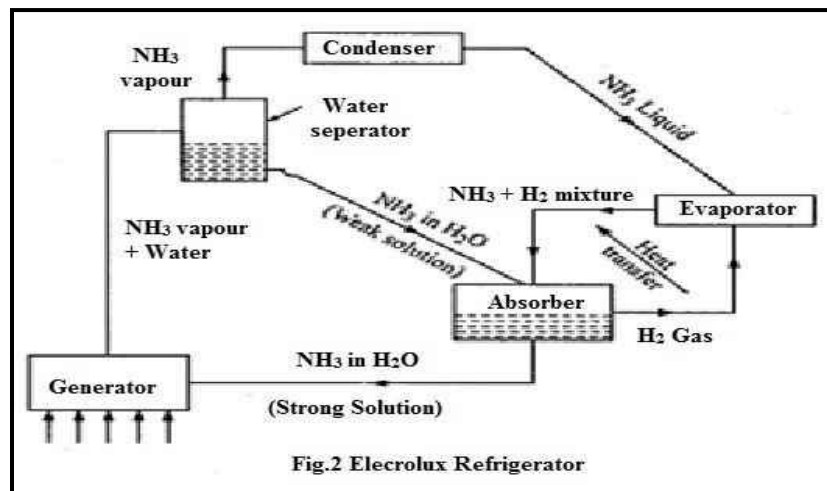 NH3
vapour
Condenser
Water
seperator
NH3 Liquid
NH3 + H2 mixture
Evaporator
NH3 in H2O
(Weak solution)
NH3 vapour
+ Water
Heat
transfer
Absorber
H2 Gas
NH3 in H2O
(Strong Solution)
Generator
Fig.2 Elecrolux Refrigerator